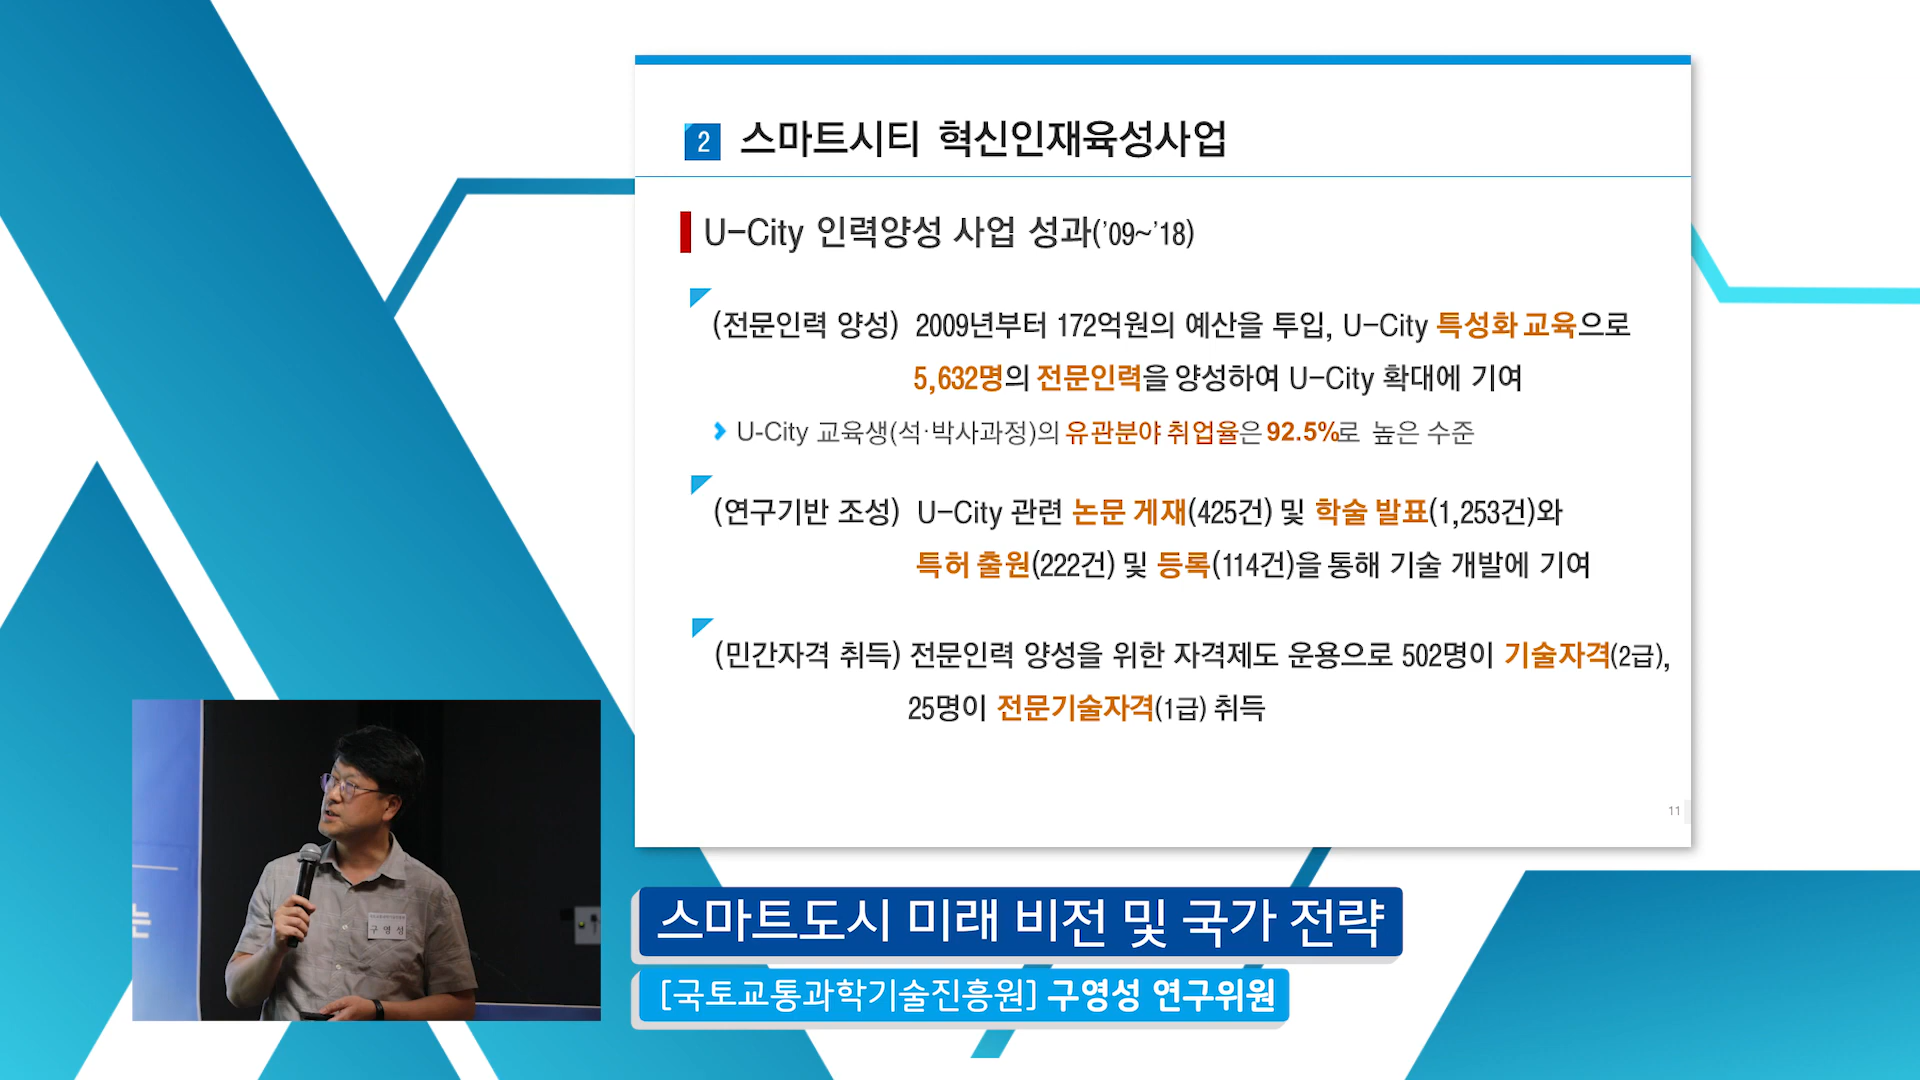 2 스마트시티 혁신인재육성사업
U-City 인력양성 사업 성과('09~'18)
(전문인력 양성) 2009년부터 172억원의 예산을 투입, U-City 특성화 교육으로
5,632명의 전문인력을 양성하여 U-City 확대에 기여
U-City 교육생(석·박사과정)의 유관분야 취업율은 92.5%로 높은 수준
(연구기반 조성) U-City 관련 논문 게재(425건) 및 학술 발표(1,253건)와
특허 출원(222건) 및 등록(114건)을 통해 기술 개발에 기여
(민간자격 취득) 전문인력 양성을 위한 자격제도 운용으로 502명이 기술자격(2급),
25명이 전문기술자격(1급) 취득
11
는
구영성
스마트도시 미래 비전 및 국가 전략
[국토교통과학기술진흥원] 구영성 연구위원